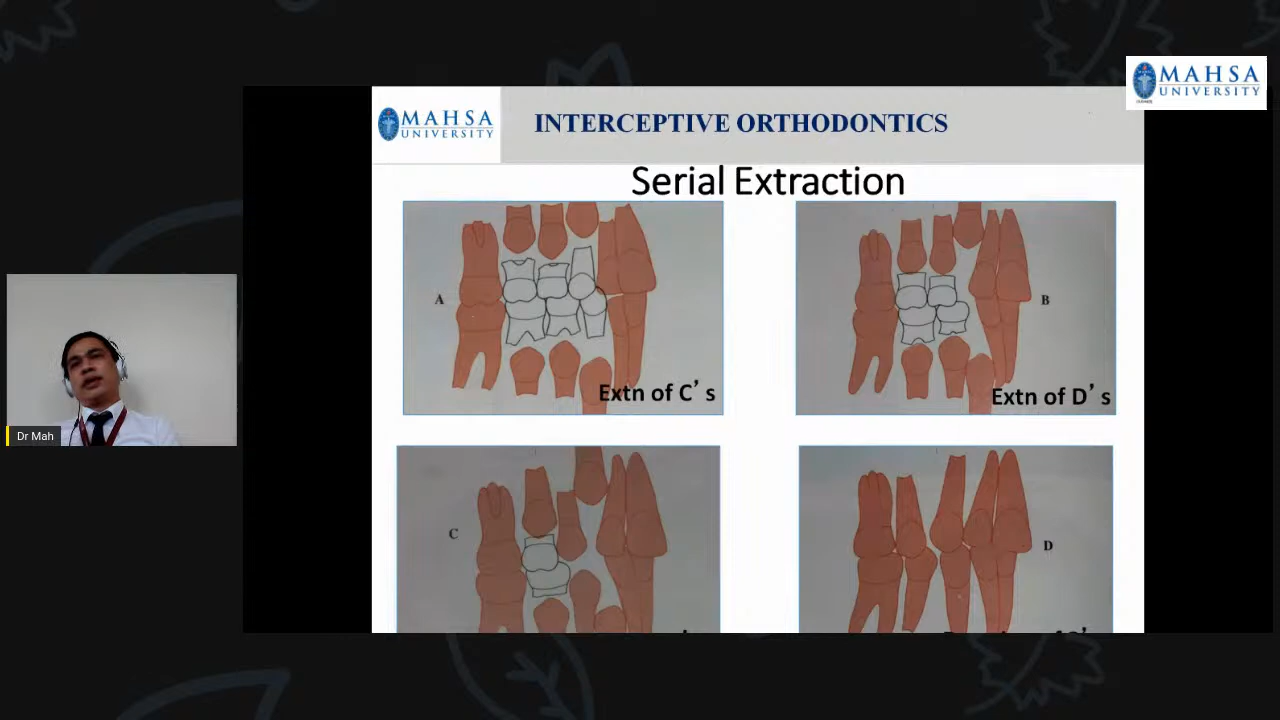 MAHSA
UNIVERSITY
MAHSA
UNIVERSITY
INTERCEPTIVE ORTHODONTICS
Serial Extraction
A
Extn of C's
B
Extn of D's
C
D
Dr Mah